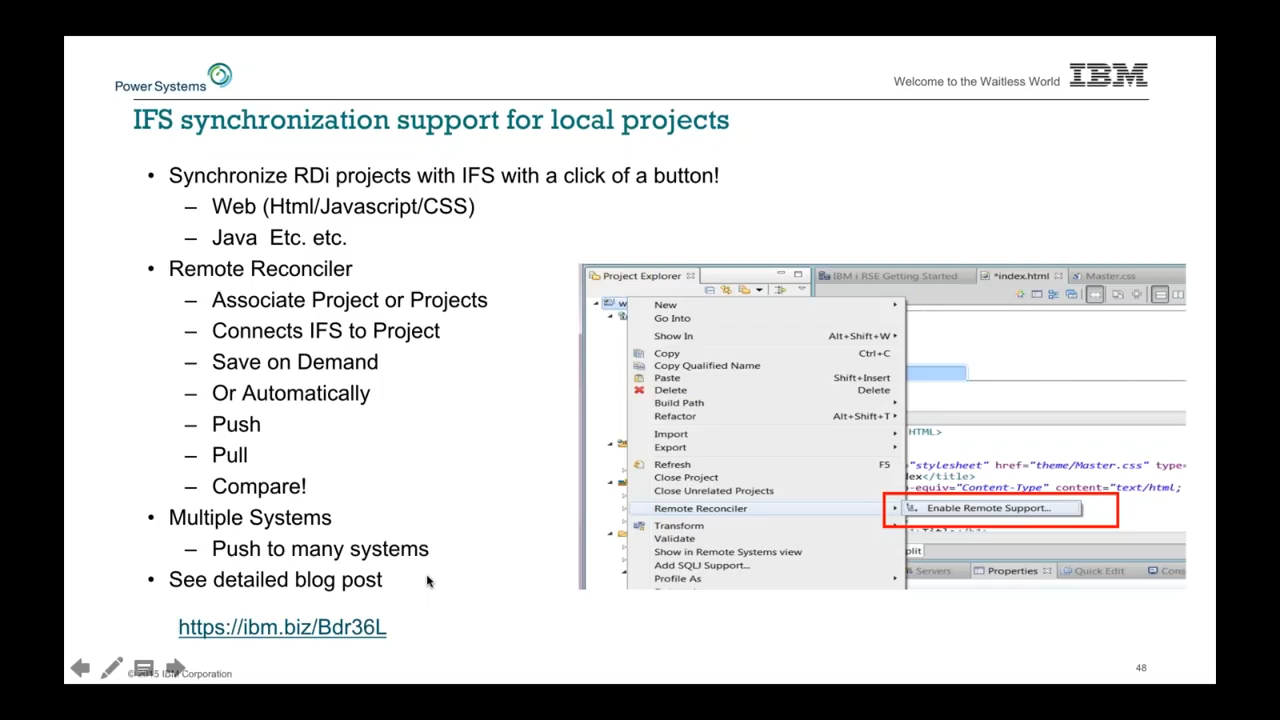 Power Systems
Welcome to the Waitless World
IBM
IFS synchronization support for local projects
• Synchronize RDi projects with IFS with a click of a button!
– Web (Html/Javascript/CSS)
– Java Etc. etc.
• Remote Reconciler
– Associate Project or Projects
– Connects IFS to Project
– Save on Demand
– Or Automatically
– Push
– Pull
– Compare!
• Multiple Systems
– Push to many systems
• See detailed blog post
https://ibm.biz/Bdr36L
Project Explorer
IBM i RSE Getting Started
*index.html
Master.css
w
New
Go Into
Show In Alt+Shift+W
Copy Ctrl+C
Copy Qualified Name
Paste Shift+Insert
Delete Delete
Build Path
Refactor Alt+Shift+T
Import
Export
Refresh F5
Close Project
Close Unrelated Projects
Remote Reconciler
Enable Remote Support...
Transform
Validate
Show in Remote Systems view
Add SQLJ Support...
Profile As
HTML>
"stylesheet" href="theme/Master.css" type=
ex</title>
-equiv="Content-Type" content="text/html;
plit
Servers
Properties
Quick Edit
Cons
© 2015 IBM Corporation
48